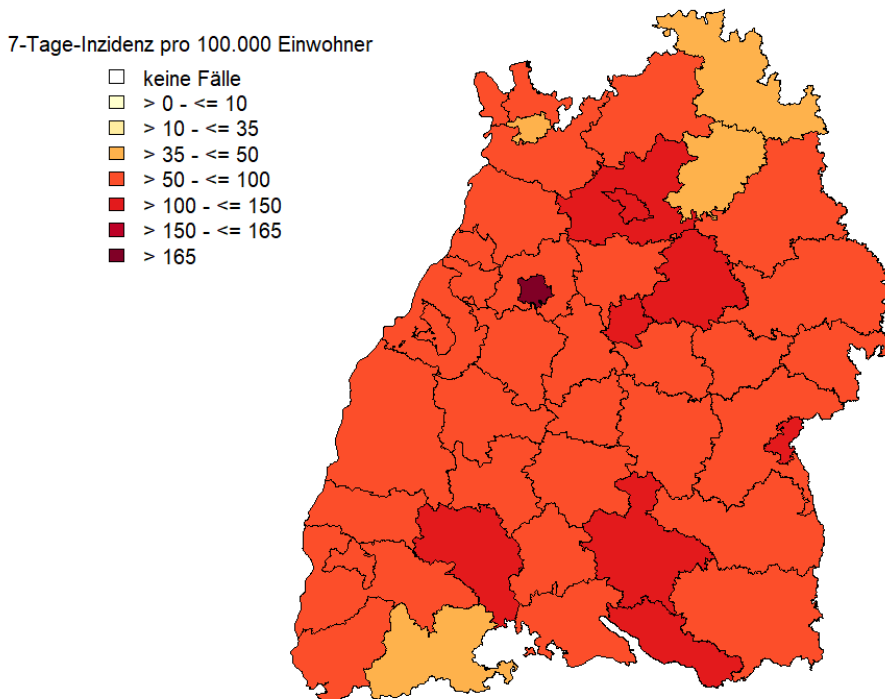 7-Tage-Inzidenz pro 100.000 Einwohner
keine Fälle
> 0 - <= 10
> 10 - <= 35
> 35 - <= 50
> 50 - <= 100
> 100 - <= 150
> 150 - <= 165
> 165